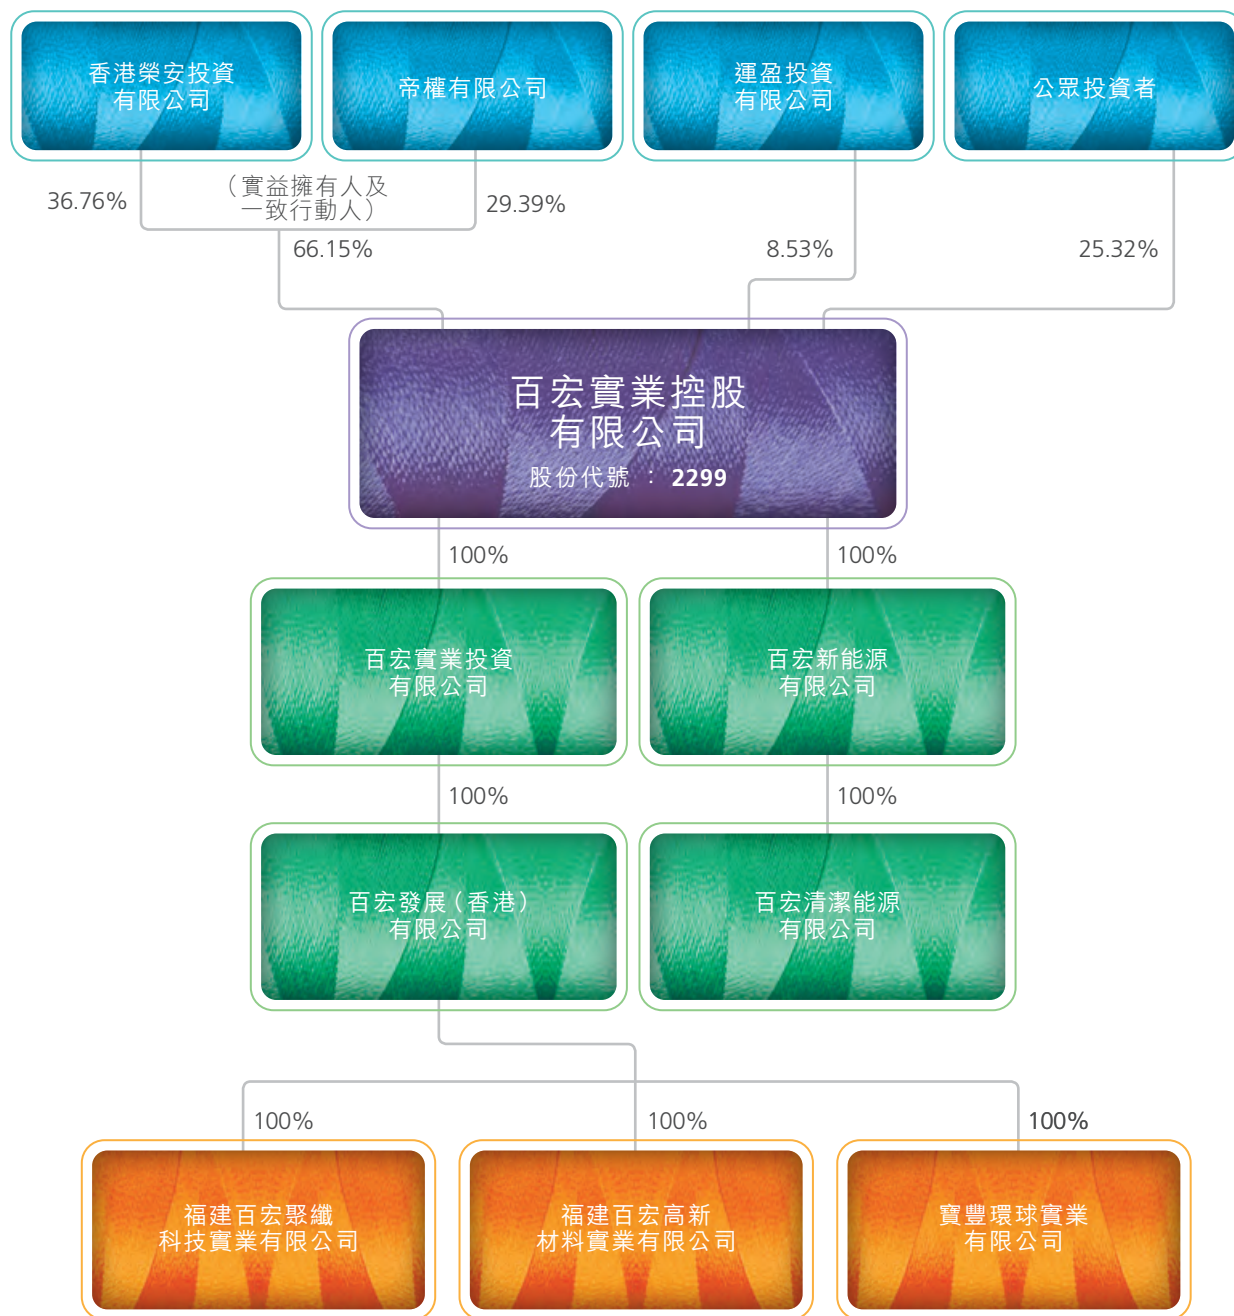 香港榮安投資
有限公司
帝權有限公司
運盈投資
有限公司
公眾投資者
36.76%
（實益擁有人及
一致行動人）
29.39%
66.15%
8.53%
25.32%
百宏實業控股
有限公司
股份代號 ： 2299
100%
100%
百宏實業投資
有限公司
百宏新能源
有限公司
100%
100%
百宏發展（香港）
有限公司
百宏清潔能源
有限公司
100%
100%
100%
福建百宏聚纖
科技實業有限公司
福建百宏高新
材料實業有限公司
寶豐環球實業
有限公司